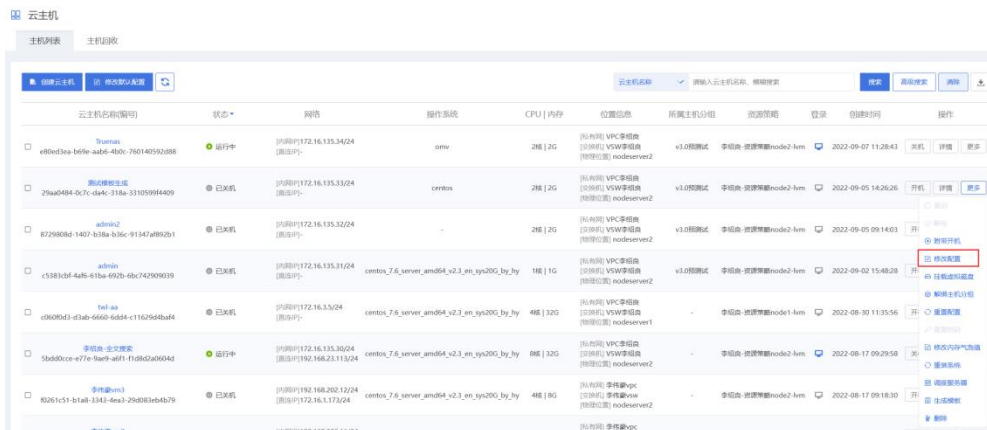 云主机
主机列表 主机回收
创建云主机 修改默认配置 云主机名称 请输入云主机名称，模糊搜索 搜索 高级搜索 清除
云主机名称(编号) 状态 网络 操作系统 CPU | 内存 位置信息 所属主机分组 资源策略 登录 创建时间 操作
Truenas
e80ed3ea-b69e-aab6-4b0c-760140592d88
运行中
[内网IP]172.16.135.34/24
[直连IP]-
omv
2核 | 2G
[私有网] VPC李绍良
[交换机] VSW李绍良
[物理位置] nodeserver2
v3.0预测试
李绍良-资源策略node2-lvm
2022-09-07 11:28:43
关机 详情 更多
测试模板生成
29aa0484-0c7c-da4c-318a-3310599f4409
已关机
[内网IP]172.16.135.33/24
[直连IP]-
centos
2核 | 2G
[私有网] VPC李绍良
[交换机] VSW李绍良
[物理位置] nodeserver2
v3.0预测试
李绍良-资源策略node2-lvm
2022-09-05 14:26:26
开机 详情 更多
admin2
8729808d-1407-b38a-b36c-91347af892b1
已关机
[内网IP]172.16.135.32/24
[直连IP]-
-
2核 | 2G
[私有网] VPC李绍良
[交换机] VSW李绍良
[物理位置] nodeserver2
v3.0预测试
李绍良-资源策略node2-lvm
2022-09-05 09:14:03
admin
c5383cbf-4af6-61ba-692b-6bc742909039
已关机
[内网IP]172.16.135.31/24
[直连IP]-
centos_7.6_server_amd64_v2.3_en_sys20G_by_hy
1核 | 1G
[私有网] VPC李绍良
[交换机] VSW李绍良
[物理位置] nodeserver2
v3.0预测试
李绍良-资源策略node2-lvm
2022-09-02 15:48:28
twl-aa
c060f0d3-d3ab-6660-6dd4-c11629d4baf4
已关机
[内网IP]172.16.3.5/24
[直连IP]-
centos_7.6_server_amd64_v2.3_en_sys20G_by_hy
4核 | 32G
[私有网] VPC李绍良
[交换机] VSW李绍良
[物理位置] nodeserver1
-
李绍良-资源策略node1-lvm
2022-08-30 11:35:56
李绍良-全文搜索
5bdd0cce-e77e-9ae9-a6f1-f1d8d2a0604d
运行中
[内网IP]172.16.135.30/24
[直连IP]192.168.23.113/24
centos_7.6_server_amd64_v2.3_en_sys20G_by_hy
8核 | 32G
[私有网] VPC李绍良
[交换机] VSW李绍良
[物理位置] nodeserver2
-
李绍良-资源策略node2-lvm
2022-08-17 09:29:58
李伟豪vm3
f0261c51-b1a8-3343-4ea3-29d083eb4b79
已关机
[内网IP]192.168.202.12/24
[直连IP]172.16.1.173/24
centos_7.6_server_amd64_v2.3_en_sys20G_by_hy
4核 | 8G
[私有网] 李伟豪vpc
[交换机] 李伟豪vsw
[物理位置] nodeserver2
-
李绍良-资源策略node2-lvm
2022-08-17 09:18:30
[私有网] 李伟豪vpc
附带开机
修改配置
挂载虚拟磁盘
解绑主机分组
重置配置
修改内存气泡值
重装系统
调度服务器
生成模板
删除